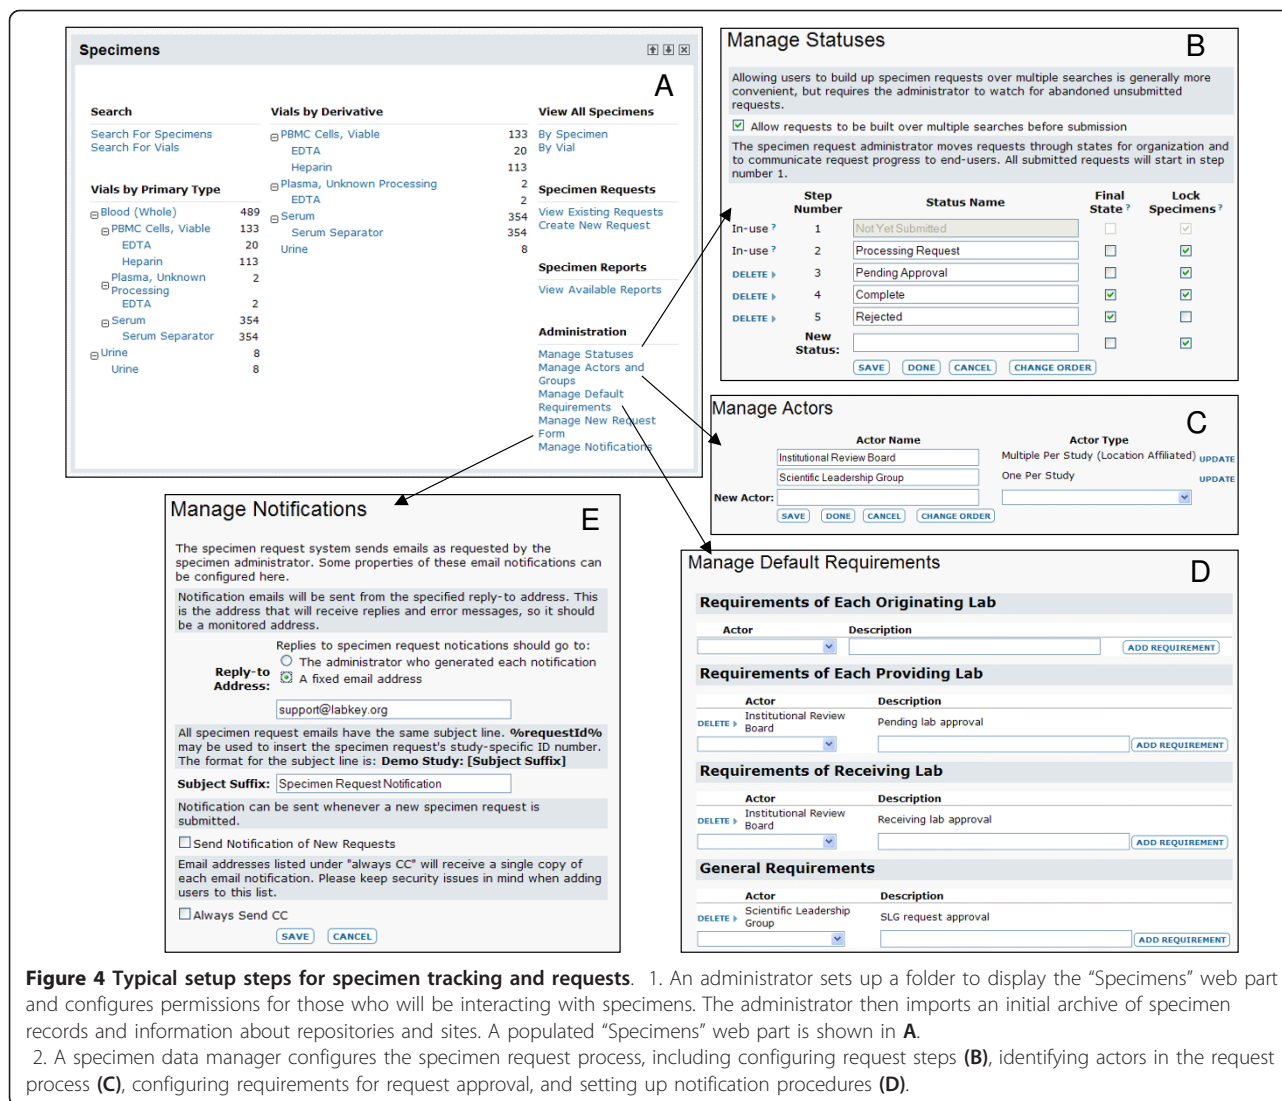 Specimens
A
Search
Search For Specimens
Search For Vials
Vials by Primary Type
Blood (Whole) 489
PBMC Cells, Viable 133
EDTA 20
Heparin 113
Plasma, Unknown 2
Processing
EDTA 2
Serum 354
Serum Separator 354
Urine 8
Urine 8
Vials by Derivative
PBMC Cells, Viable 133
EDTA 20
Heparin 113
Plasma, Unknown Processing 2
EDTA 2
Serum 354
Serum Separator 354
Urine 8
View All Specimens
By Specimen
By Vial
Specimen Requests
View Existing Requests
Create New Request
Specimen Reports
View Available Reports
Administration
Manage Statuses
Manage Actors and
Groups
Manage Default
Requirements
Manage New Request
Form
Manage Notifications
Manage Statuses
B
Allowing users to build up specimen requests over multiple searches is generally more
convenient, but requires the administrator to watch for abandoned unsubmitted
requests.
Allow requests to be built over multiple searches before submission
The specimen request administrator moves requests through states for organization and
to communicate request progress to end-users. All submitted requests will start in step
number 1.
Step Final Lock
Number Status Name State ? Specimens ?
In-use ? 1 Not Yet Submitted
In-use ? 2 Processing Request
DELETE 3 Pending Approval
DELETE 4 Complete
DELETE 5 Rejected
New
Status:
SAVE DONE CANCEL CHANGE ORDER
Manage Actors
C
Actor Name Actor Type
Institutional Review Board Multiple Per Study (Location Affiliated) UPDATE
Scientific Leadership Group One Per Study UPDATE
New Actor:
SAVE DONE CANCEL CHANGE ORDER
Manage Default Requirements
D
Requirements of Each Originating Lab
Actor Description
ADD REQUIREMENT
Requirements of Each Providing Lab
Actor Description
DELETE Institutional Review Pending lab approval
Board
ADD REQUIREMENT
Requirements of Receiving Lab
Actor Description
DELETE Institutional Review Receiving lab approval
Board
ADD REQUIREMENT
General Requirements
Actor Description
DELETE Scientific Leadership SLG request approval
Group
ADD REQUIREMENT
Manage Notifications
E
The specimen request system sends emails as requested by the
specimen administrator. Some properties of these email notifications can
be configured here.
Notification emails will be sent from the specified reply-to address. This
is the address that will receive replies and error messages, so it should
be a monitored address.
Replies to specimen request notications should go to:
The administrator who generated each notification
Reply-to A fixed email address
Address:
support@labkey.org
All specimen request emails have the same subject line. %requestId%
may be used to insert the specimen request's study-specific ID number.
The format for the subject line is: Demo Study: [Subject Suffix]
Subject Suffix: Specimen Request Notification
Notification can be sent whenever a new specimen request is
submitted.
Send Notification of New Requests
Email addresses listed under "always CC" will receive a single copy of
each email notification. Please keep security issues in mind when adding
users to this list.
Always Send CC
SAVE CANCEL
Figure 4 Typical setup steps for specimen tracking and requests. 1. An administrator sets up a folder to display the “Specimens” web part
and configures permissions for those who will be interacting with specimens. The administrator then imports an initial archive of specimen
records and information about repositories and sites. A populated “Specimens” web part is shown in A.
2. A specimen data manager configures the specimen request process, including configuring request steps (B), identifying actors in the request
process (C), configuring requirements for request approval, and setting up notification procedures (D).